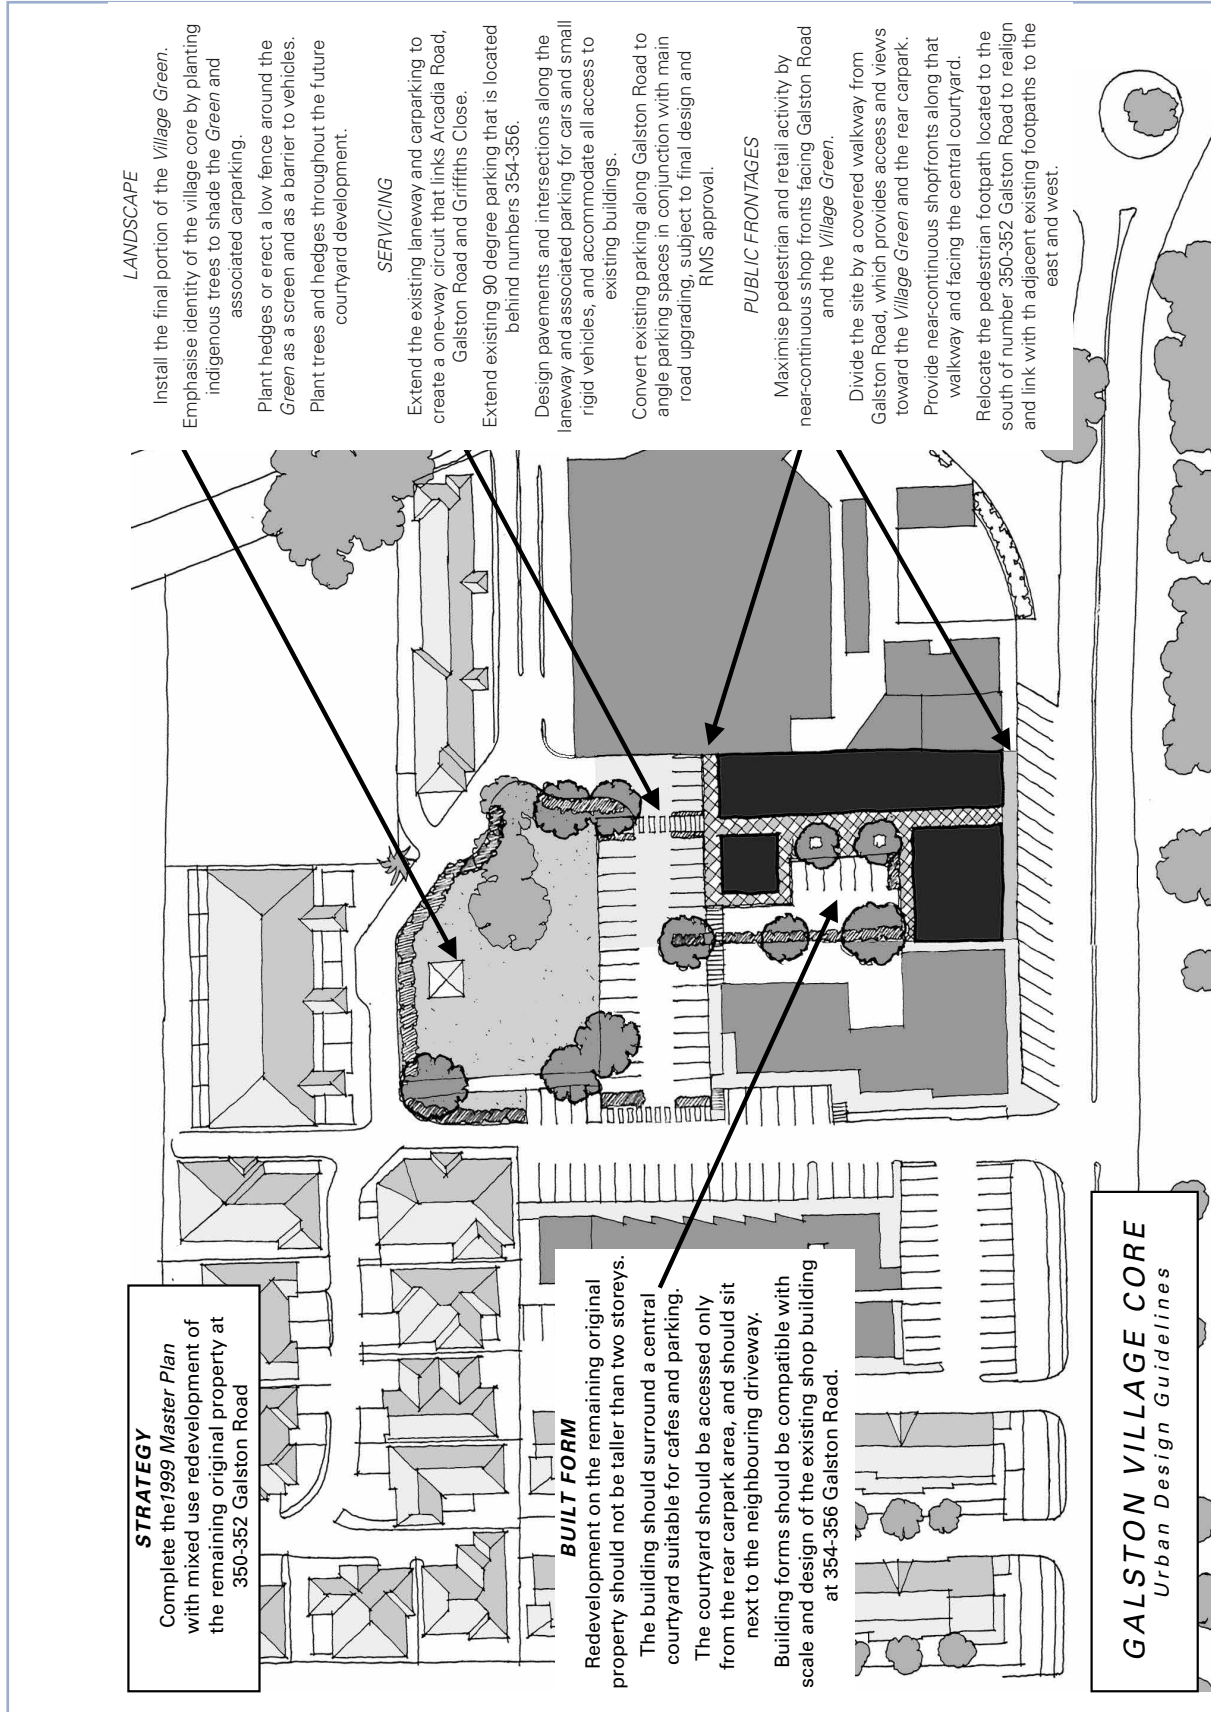 STRATEGY
Complete the1999 Master Plan
with mixed use redevelopment of
the remaining original property at
350-352 Galston Road
BUILT FORM
Redevelopment on the remaining original
property should not be taller than two storeys.
The building should surround a central
courtyard suitable for cafes and parking.
The courtyard should be accessed only
from the rear carpark area, and should sit
next to the neighbouring driveway.
Building forms should be compatible with
scale and design of the existing shop building
at 354-356 Galston Road.
GALSTON VILLAGE CORE
Urban Design Guidelines
LANDSCAPE
Install the final portion of the Village Green.
Emphasise identity of the village core by planting
indigenous trees to shade the Green and
associated carparking.
Plant hedges or erect a low fence around the
Green as a screen and as a barrier to vehicles.
Plant trees and hedges throughout the future
courtyard development.
SERVICING
Extend the existing laneway and carparking to
create a one-way circuit that links Arcadia Road,
Galston Road and Griffiths Close.
Extend existing 90 degree parking that is located
behind numbers 354-356.
Design pavements and intersections along the
laneway and associated parking for cars and small
rigid vehicles, and accommodate all access to
existing buildings.
Convert existing parking along Galston Road to
angle parking spaces in conjunction with main
road upgrading, subject to final design and
RMS approval.
PUBLIC FRONTAGES
Maximise pedestrian and retail activity by
near-continuous shop fronts facing Galston Road
and the Village Green.
Divide the site by a covered walkway from
Galston Road, which provides access and views
toward the Village Green and the rear carpark.
Provide near-continuous shopfronts along that
walkway and facing the central courtyard.
Relocate the pedestrian footpath located to the
south of number 350-352 Galston Road to realign
and link with th adjacent existing footpaths to the
east and west.